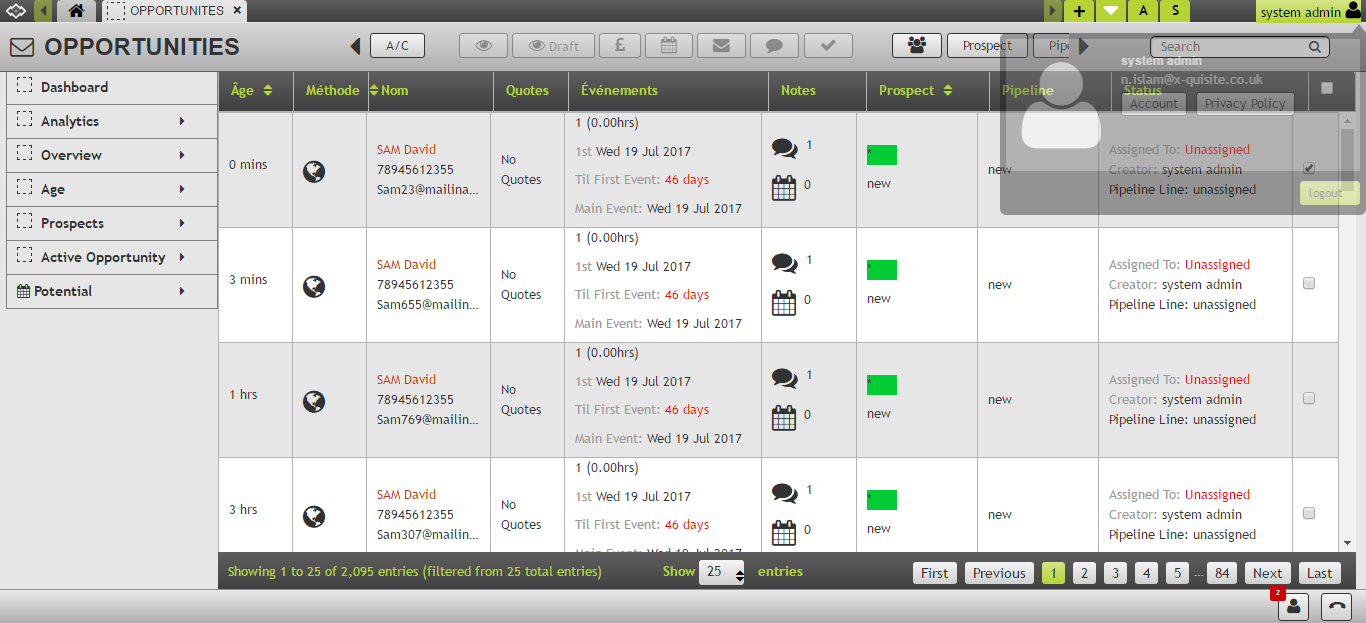 OPPORTUNITES ×
+
A
S
system admin
OPPORTUNITIES
A/C
Draft
£
Prospect
Pip
Search
system admin
n.islam@x-quisite.co.uk
Account
Privacy Policy
logout
Dashboard
Analytics
Overview
Age
Prospects
Active Opportunity
Potential
Âge
Méthode
Nom
Quotes
Événements
Notes
Prospect
Pipeline
Status
0 mins
SAM David
78945612355
Sam23@mailina...
No
Quotes
1 (0.00hrs)
1st Wed 19 Jul 2017
Til First Event: 46 days
Main Event: Wed 19 Jul 2017
1
0
*
new
new
Assigned To: Unassigned
Creator: system admin
Pipeline Line: unassigned
3 mins
SAM David
78945612355
Sam655@mailin...
No
Quotes
1 (0.00hrs)
1st Wed 19 Jul 2017
Til First Event: 46 days
Main Event: Wed 19 Jul 2017
1
0
*
new
new
Assigned To: Unassigned
Creator: system admin
Pipeline Line: unassigned
1 hrs
SAM David
78945612355
Sam769@mailin...
No
Quotes
1 (0.00hrs)
1st Wed 19 Jul 2017
Til First Event: 46 days
Main Event: Wed 19 Jul 2017
1
0
*
new
new
Assigned To: Unassigned
Creator: system admin
Pipeline Line: unassigned
3 hrs
SAM David
78945612355
Sam307@mailin...
No
Quotes
1 (0.00hrs)
1st Wed 19 Jul 2017
Til First Event: 46 days
Main Event: Wed 19 Jul 2017
1
0
*
new
new
Assigned To: Unassigned
Creator: system admin
Pipeline Line: unassigned
Showing 1 to 25 of 2,095 entries (filtered from 25 total entries)
Show 25 entries
First Previous 1 2 3 4 5 ... 84 Next Last
2